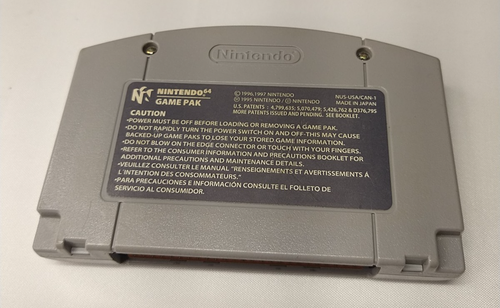 Nintendo
NINTENDO 64
GAME PAK
© 1996,1997 NINTENDO
© 1995 NINTENDO / © NINTENDO
NUS-USA/CAN-1
MADE IN JAPAN
U.S. PATENTS : 4,799,635; 5,070,479; 5,426,762 & D376,795
MORE PATENTS ISSUED AND PENDING. SEE BOOKLET.
CAUTION
•POWER MUST BE OFF BEFORE LOADING OR REMOVING A GAME PAK.
•DO NOT RAPIDLY TURN THE POWER SWITCH ON AND OFF-THIS MAY CAUSE
BACKED-UP GAME PAKS TO LOSE YOUR STORED GAME INFORMATION.
•DO NOT BLOW ON THE EDGE CONNECTOR OR TOUCH WITH YOUR FINGERS.
•REFER TO THE CONSUMER INFORMATION AND PRECAUTIONS BOOKLET FOR
ADDITIONAL PRECAUTIONS AND MAINTENANCE DETAILS.
•VEUILLEZ CONSULTER LE MANUAL "RENSEIGNEMENTS ET AVERTISSEMENTS À
L'INTENTION DES CONSOMMATEURS."
•PARA PRECAUCIONES E INFORMACIÓN CONSULTE EL FOLLETO DE
SERVICIO AL CONSUMIDOR.